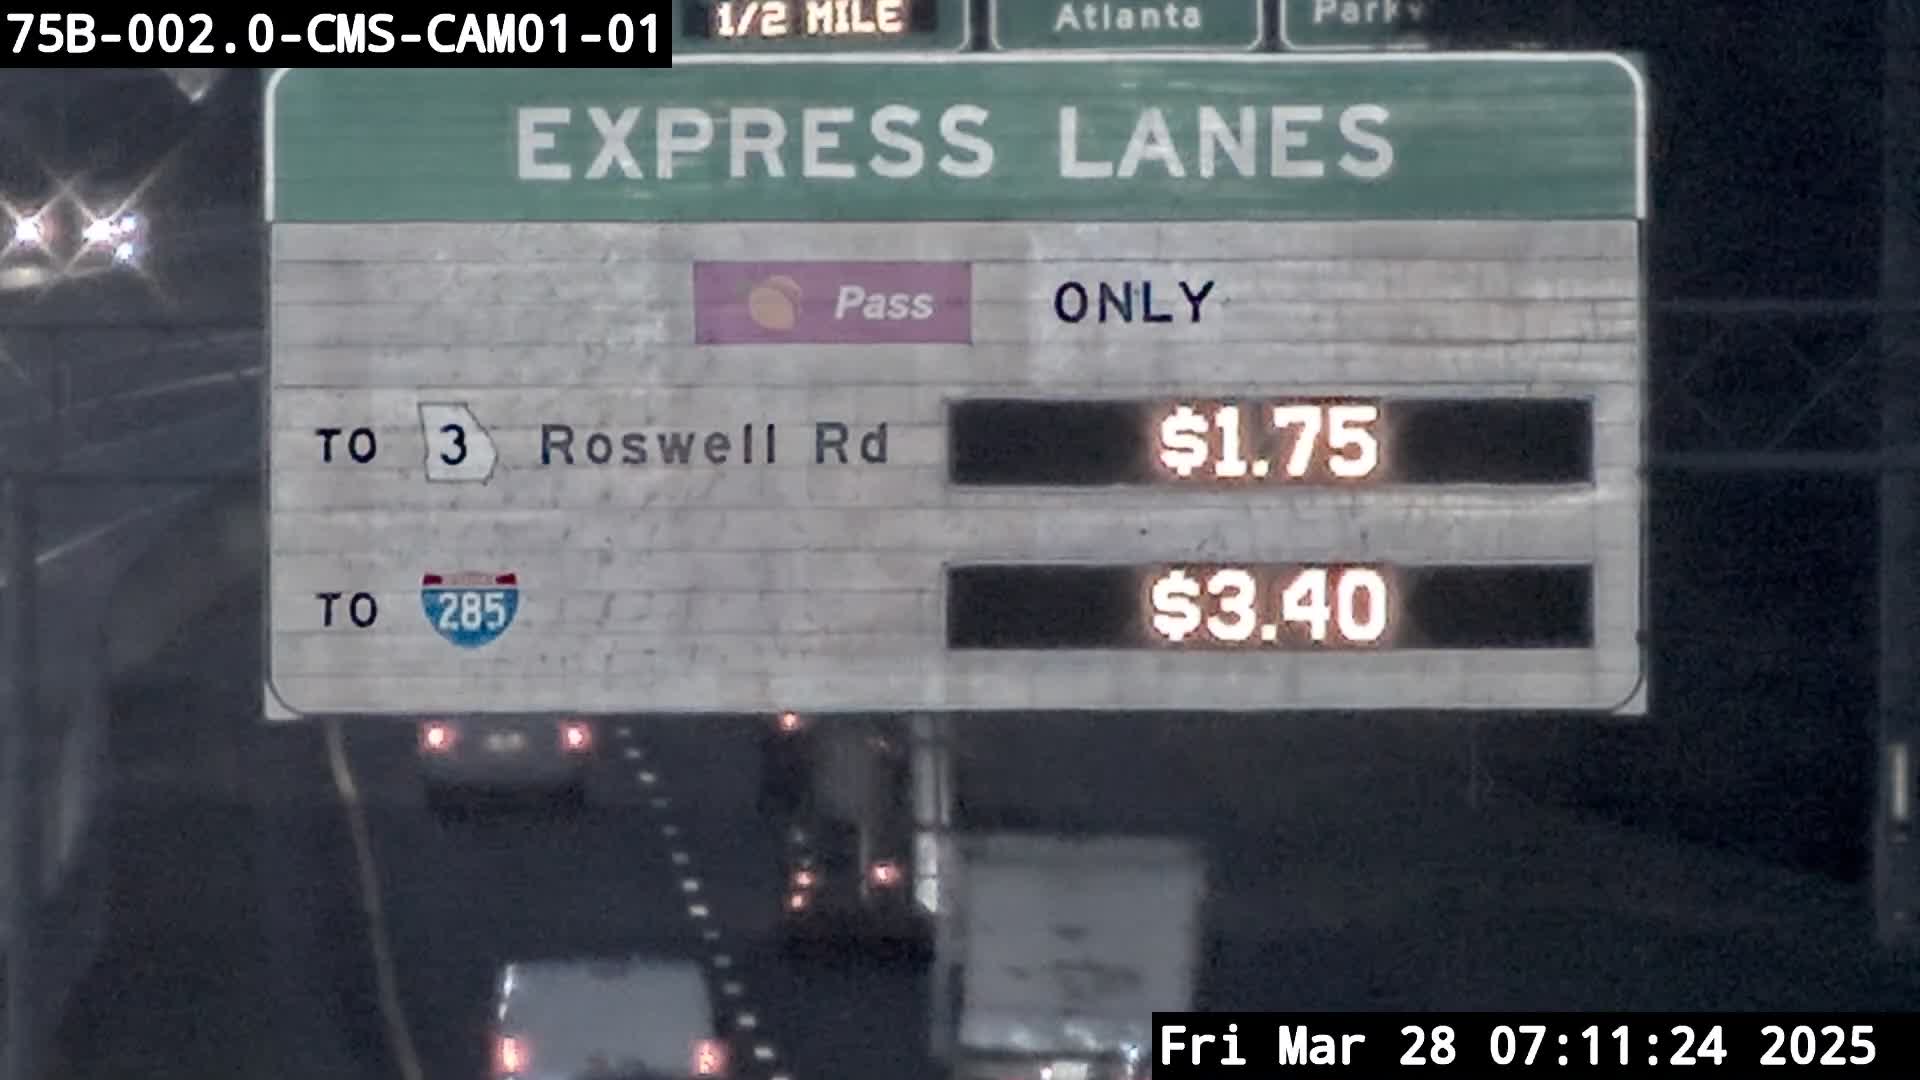 75B-002.0-CMS-CAM01-01
1/2 MILE
Atlanta
EXPRESS LANES
Pass ONLY
TO 3 Roswell Rd $1.75
TO 285 $3.40
Fri Mar 28 07:11:24 2025